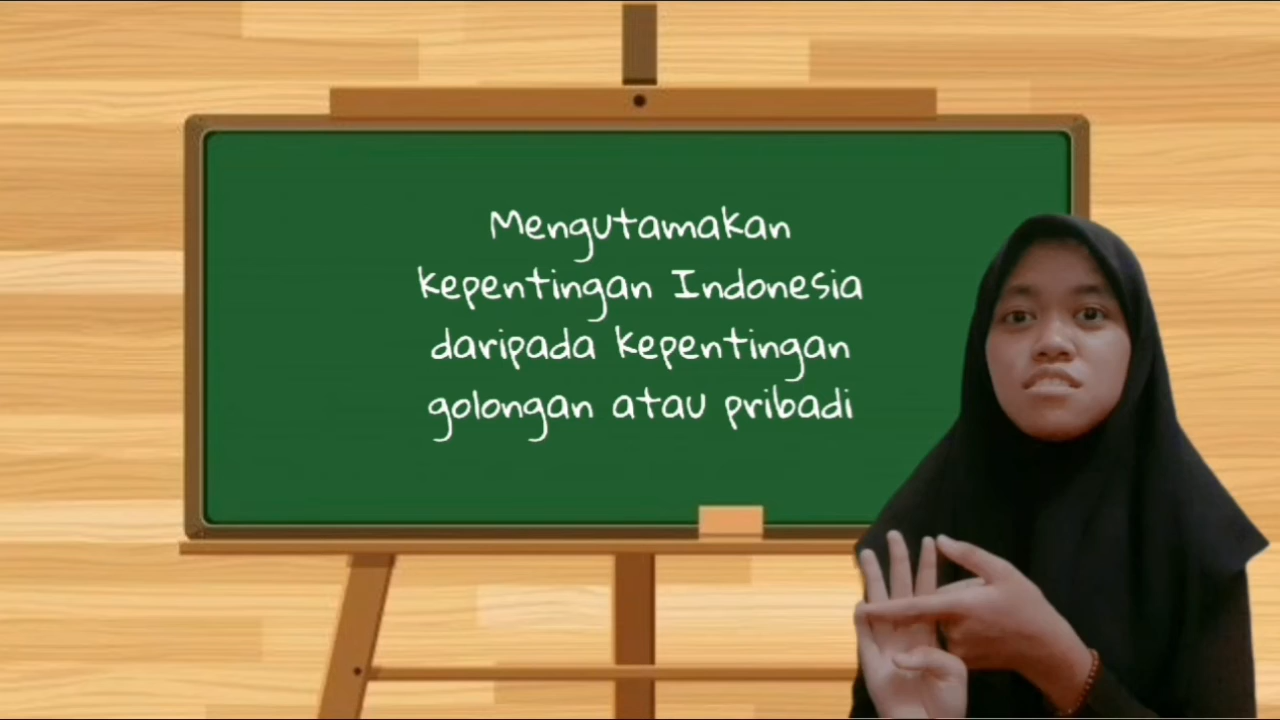 Mengutamakan
kepentingan Indonesia
daripada kepentingan
golongan atau pribadi